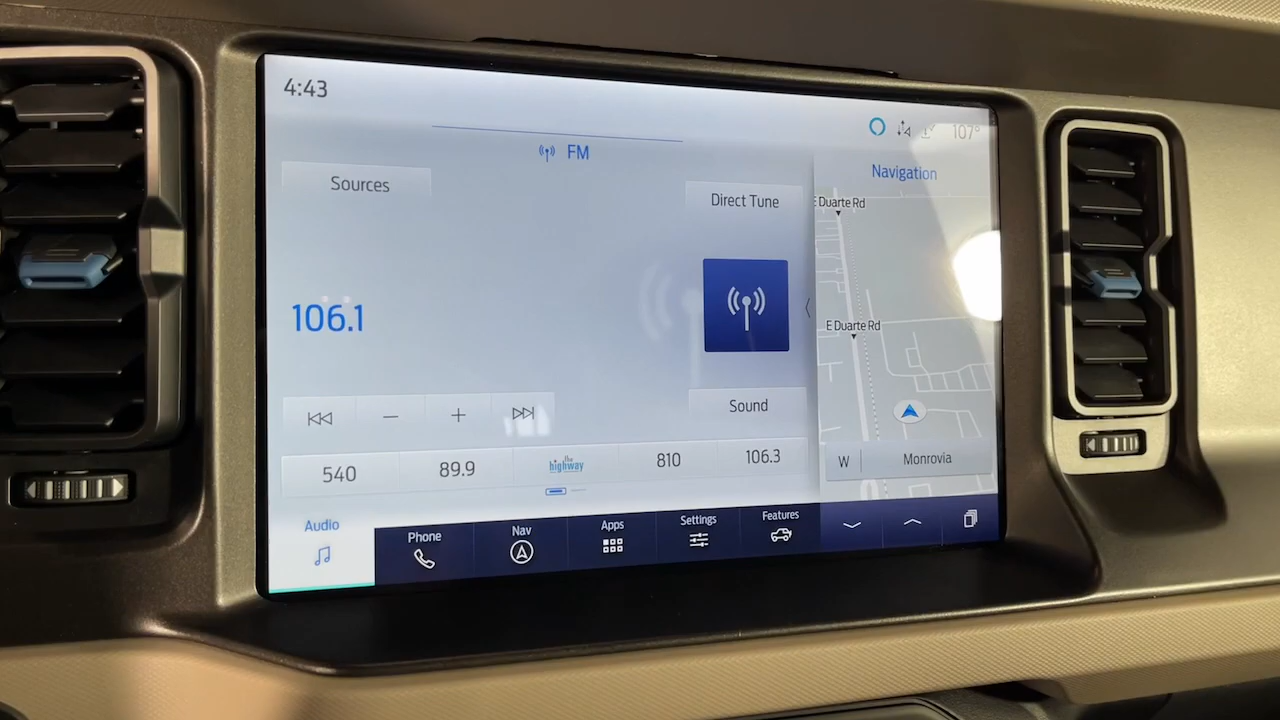 4:43
107°
FM
Navigation
Sources
Direct Tune
E Duarte Rd
106.1
E Duarte Rd
Sound
540
89.9
the highway
810
106.3
W
Monrovia
Audio
Phone
Nav
Apps
Settings
Features